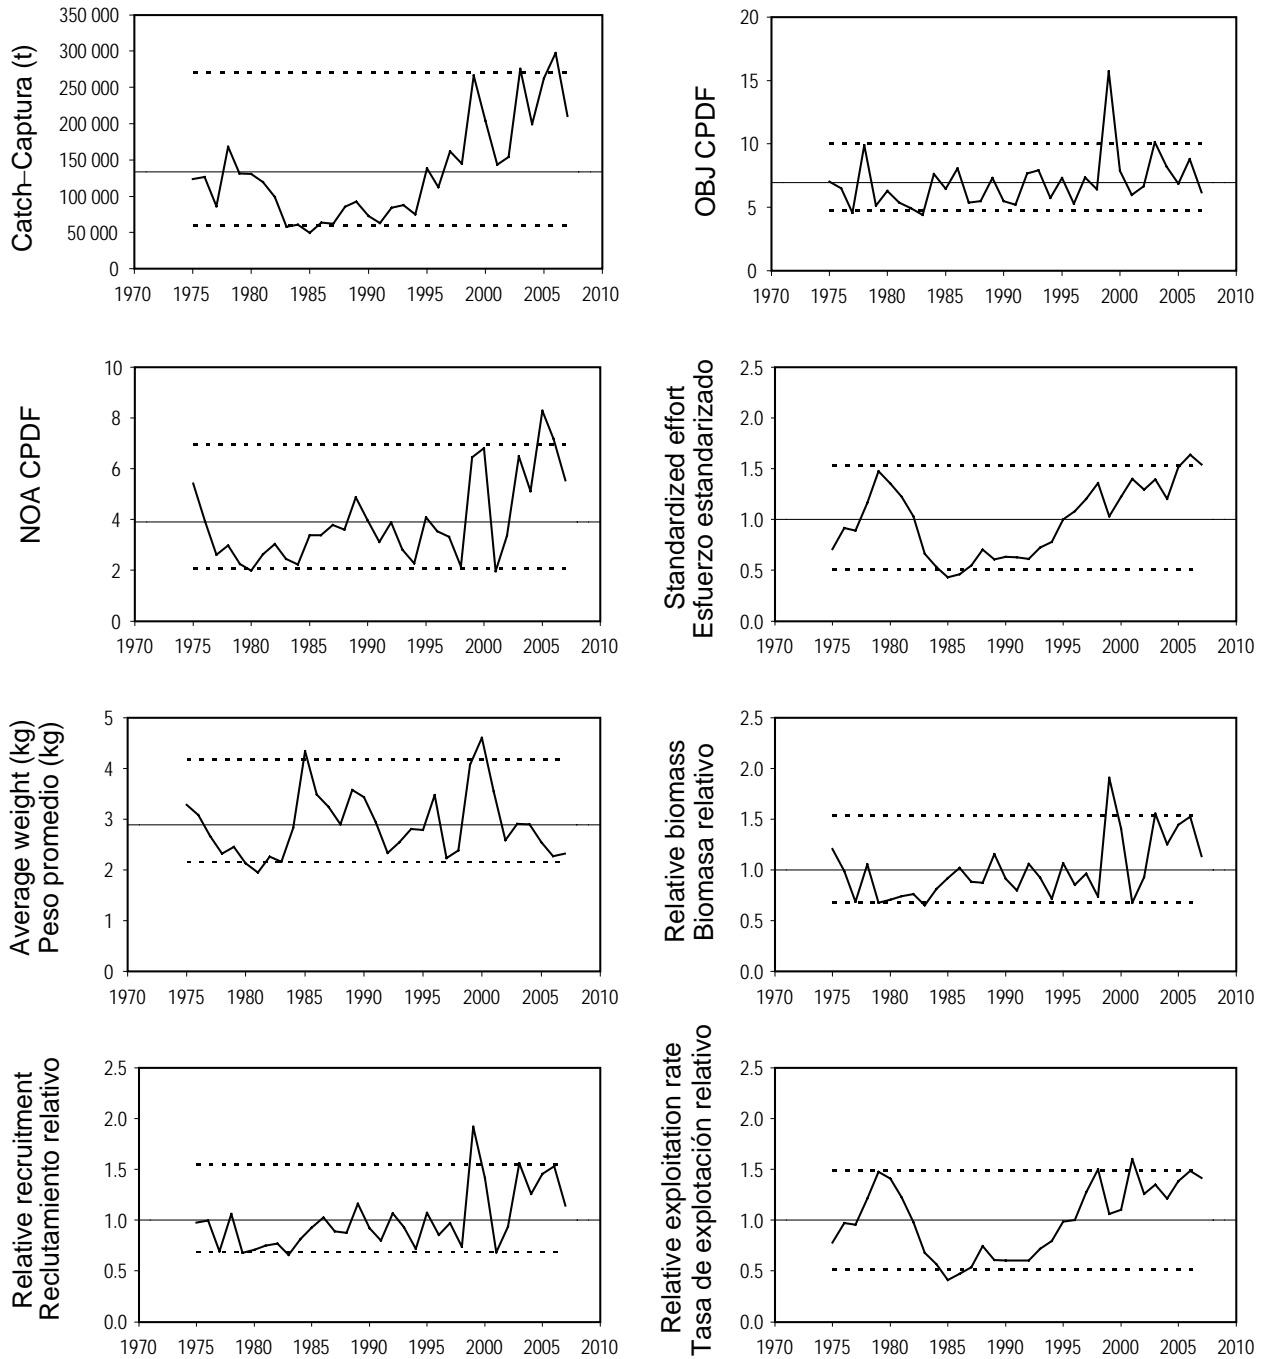 Catch–Captura (t)
350 000
300 000
250 000
200 000
150 000
100 000
50 000
0
1970 1975 1980 1985 1990 1995 2000 2005 2010
OBJ CPDF
20
15
10
5
0
1970 1975 1980 1985 1990 1995 2000 2005 2010
NOA CPDF
10
8
6
4
2
0
1970 1975 1980 1985 1990 1995 2000 2005 2010
Standardized effort
Esfuerzo estandarizado
2.5
2.0
1.5
1.0
0.5
0.0
1970 1975 1980 1985 1990 1995 2000 2005 2010
Average weight (kg)
Peso promedio (kg)
5
4
3
2
1
0
1970 1975 1980 1985 1990 1995 2000 2005 2010
Relative biomass
Biomasa relativo
2.5
2.0
1.5
1.0
0.5
0.0
1970 1975 1980 1985 1990 1995 2000 2005 2010
Relative recruitment
Reclutamiento relativo
2.5
2.0
1.5
1.0
0.5
0.0
1970 1975 1980 1985 1990 1995 2000 2005 2010
Relative exploitation rate
Tasa de explotación relativo
2.5
2.0
1.5
1.0
0.5
0.0
1970 1975 1980 1985 1990 1995 2000 2005 2010